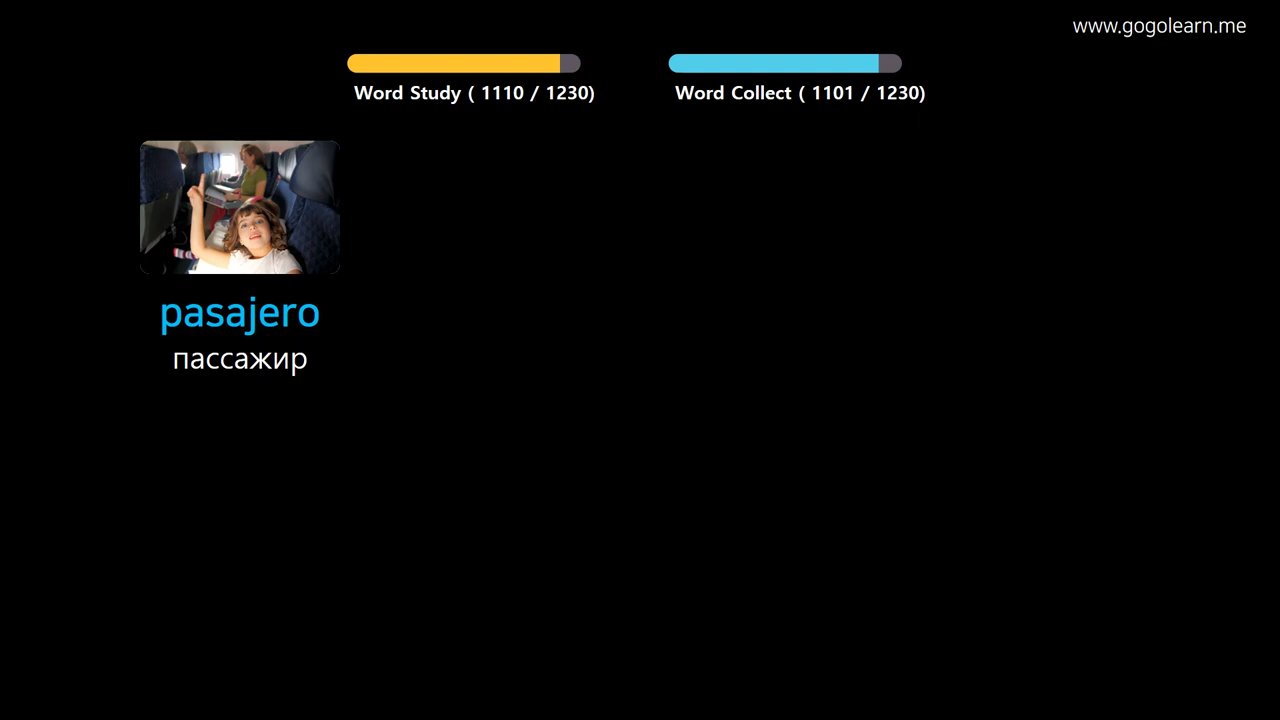 www.gogolearn.me
Word Study ( 1110 / 1230)
Word Collect ( 1101 / 1230)
pasajero
пассажир